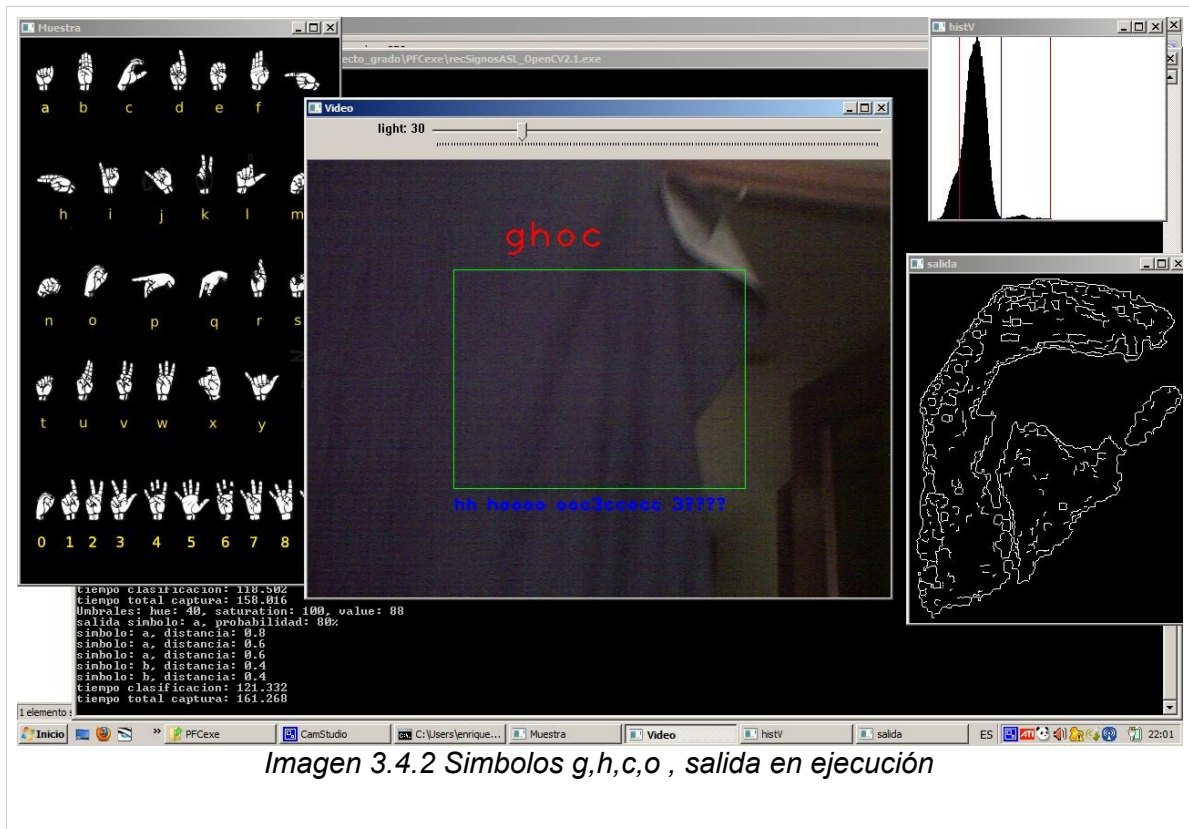 Muestra
histV
ecto_grado\PFCexe\recSignosASL_OpenCV2.1.exe
a b c d e f
h i j k l m
n o p q r s
t u v w x y
0 1 2 3 4 5 6 7 8
Video
light: 30
ghoc
hh hoooo ooc3ccocc 3????
salida
tiempo clasificacion: 118.502
tiempo total captura: 158.016
Umbrales: hue: 40, saturation: 100, value: 88
salida simbolo: a, probabilidad: 80%
simbolo: a, distancia: 0.8
simbolo: a, distancia: 0.6
simbolo: a, distancia: 0.6
simbolo: b, distancia: 0.4
simbolo: b, distancia: 0.4
tiempo clasificacion: 121.332
tiempo total captura: 161.268
1 elemento
Inicio » PFCexe CamStudio C:\Users\enrique... Muestra Video histV salida ES 22:01
Imagen 3.4.2 Simbolos g,h,c,o , salida en ejecución